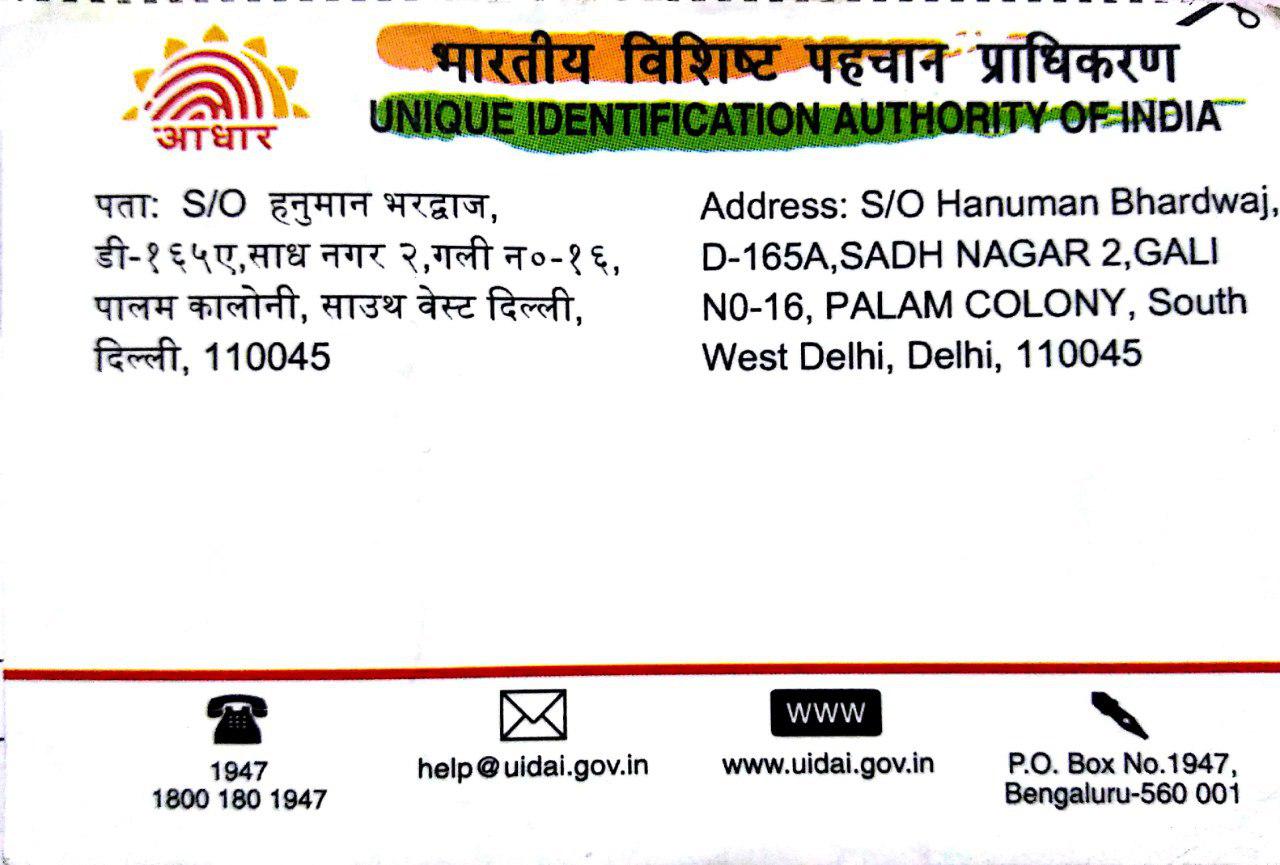 आधार
भारतीय विशिष्ट पहचान प्राधिकरण
UNIQUE IDENTIFICATION AUTHORITY OF INDIA
पता: S/O हनुमान भरद्वाज,
डी-१६५ए,साध नगर २,गली न०-१६,
पालम कालोनी, साउथ वेस्ट दिल्ली,
दिल्ली, 110045
Address: S/O Hanuman Bhardwaj,
D-165A,SADH NAGAR 2,GALI
N0-16, PALAM COLONY, South
West Delhi, Delhi, 110045
1947
1800 180 1947
help@uidai.gov.in
WWW
www.uidai.gov.in
P.O. Box No.1947,
Bengaluru-560 001